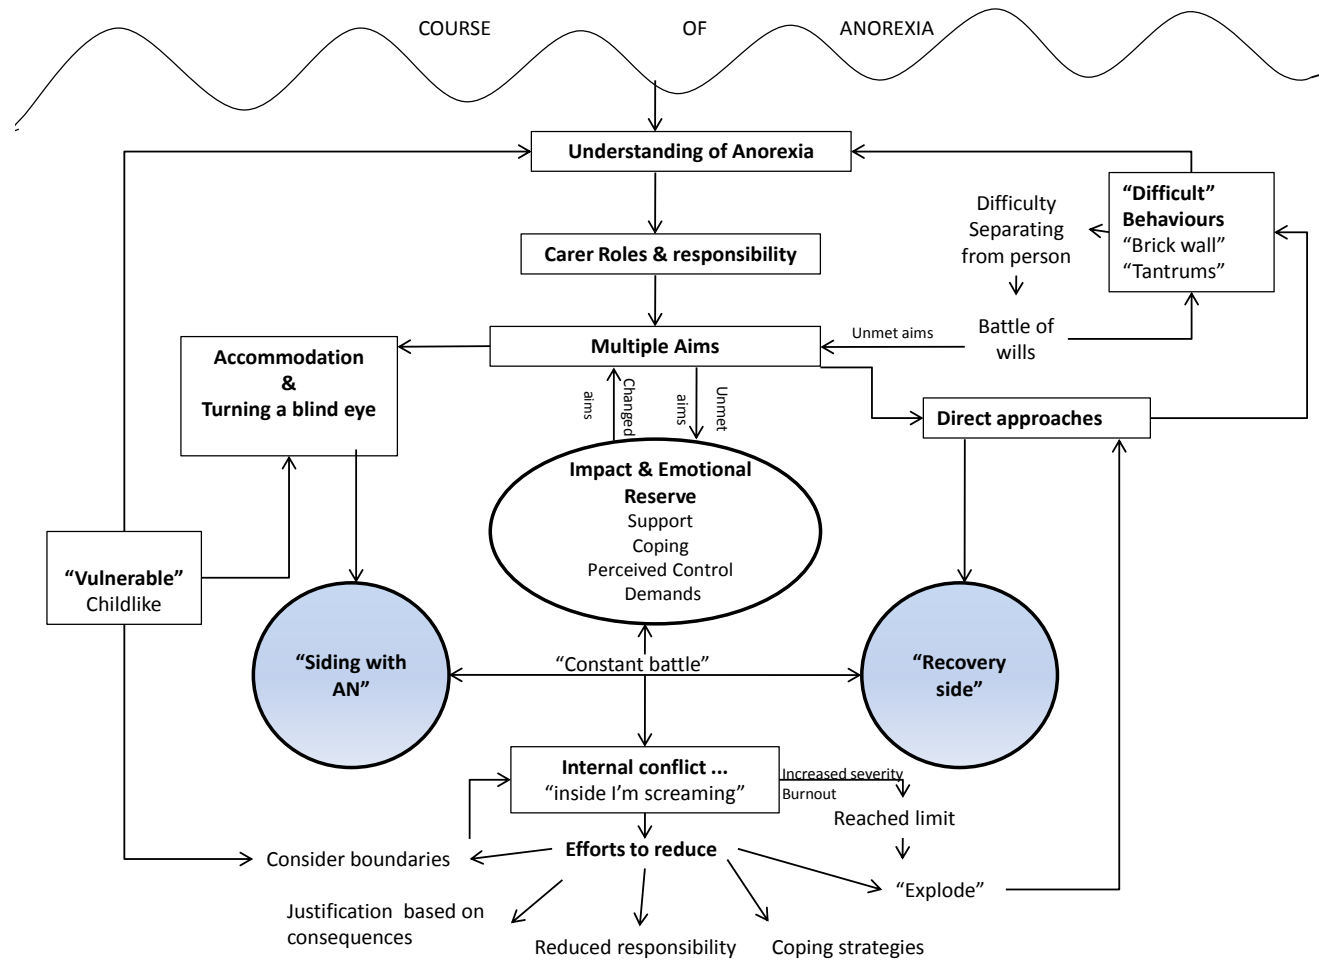 COURSE OF ANOREXIA
Understanding of Anorexia
“Difficult”
Behaviours
“Brick wall”
“Tantrums”
Difficulty
Separating
from person
Carer Roles & responsibility
Battle of
wills
Unmet aims
Multiple Aims
Accommodation
&
Turning a blind eye
Changed
aims
Unmet
aims
Direct approaches
Impact & Emotional
Reserve
Support
Coping
Perceived Control
Demands
“Vulnerable”
Childlike
“Siding with
AN”
“Constant battle”
“Recovery
side”
Internal conflict ...
“inside I’m screaming”
Increased severity
Burnout
Reached limit
Efforts to reduce
Consider boundaries
“Explode”
Justification based on
consequences
Reduced responsibility
Coping strategies